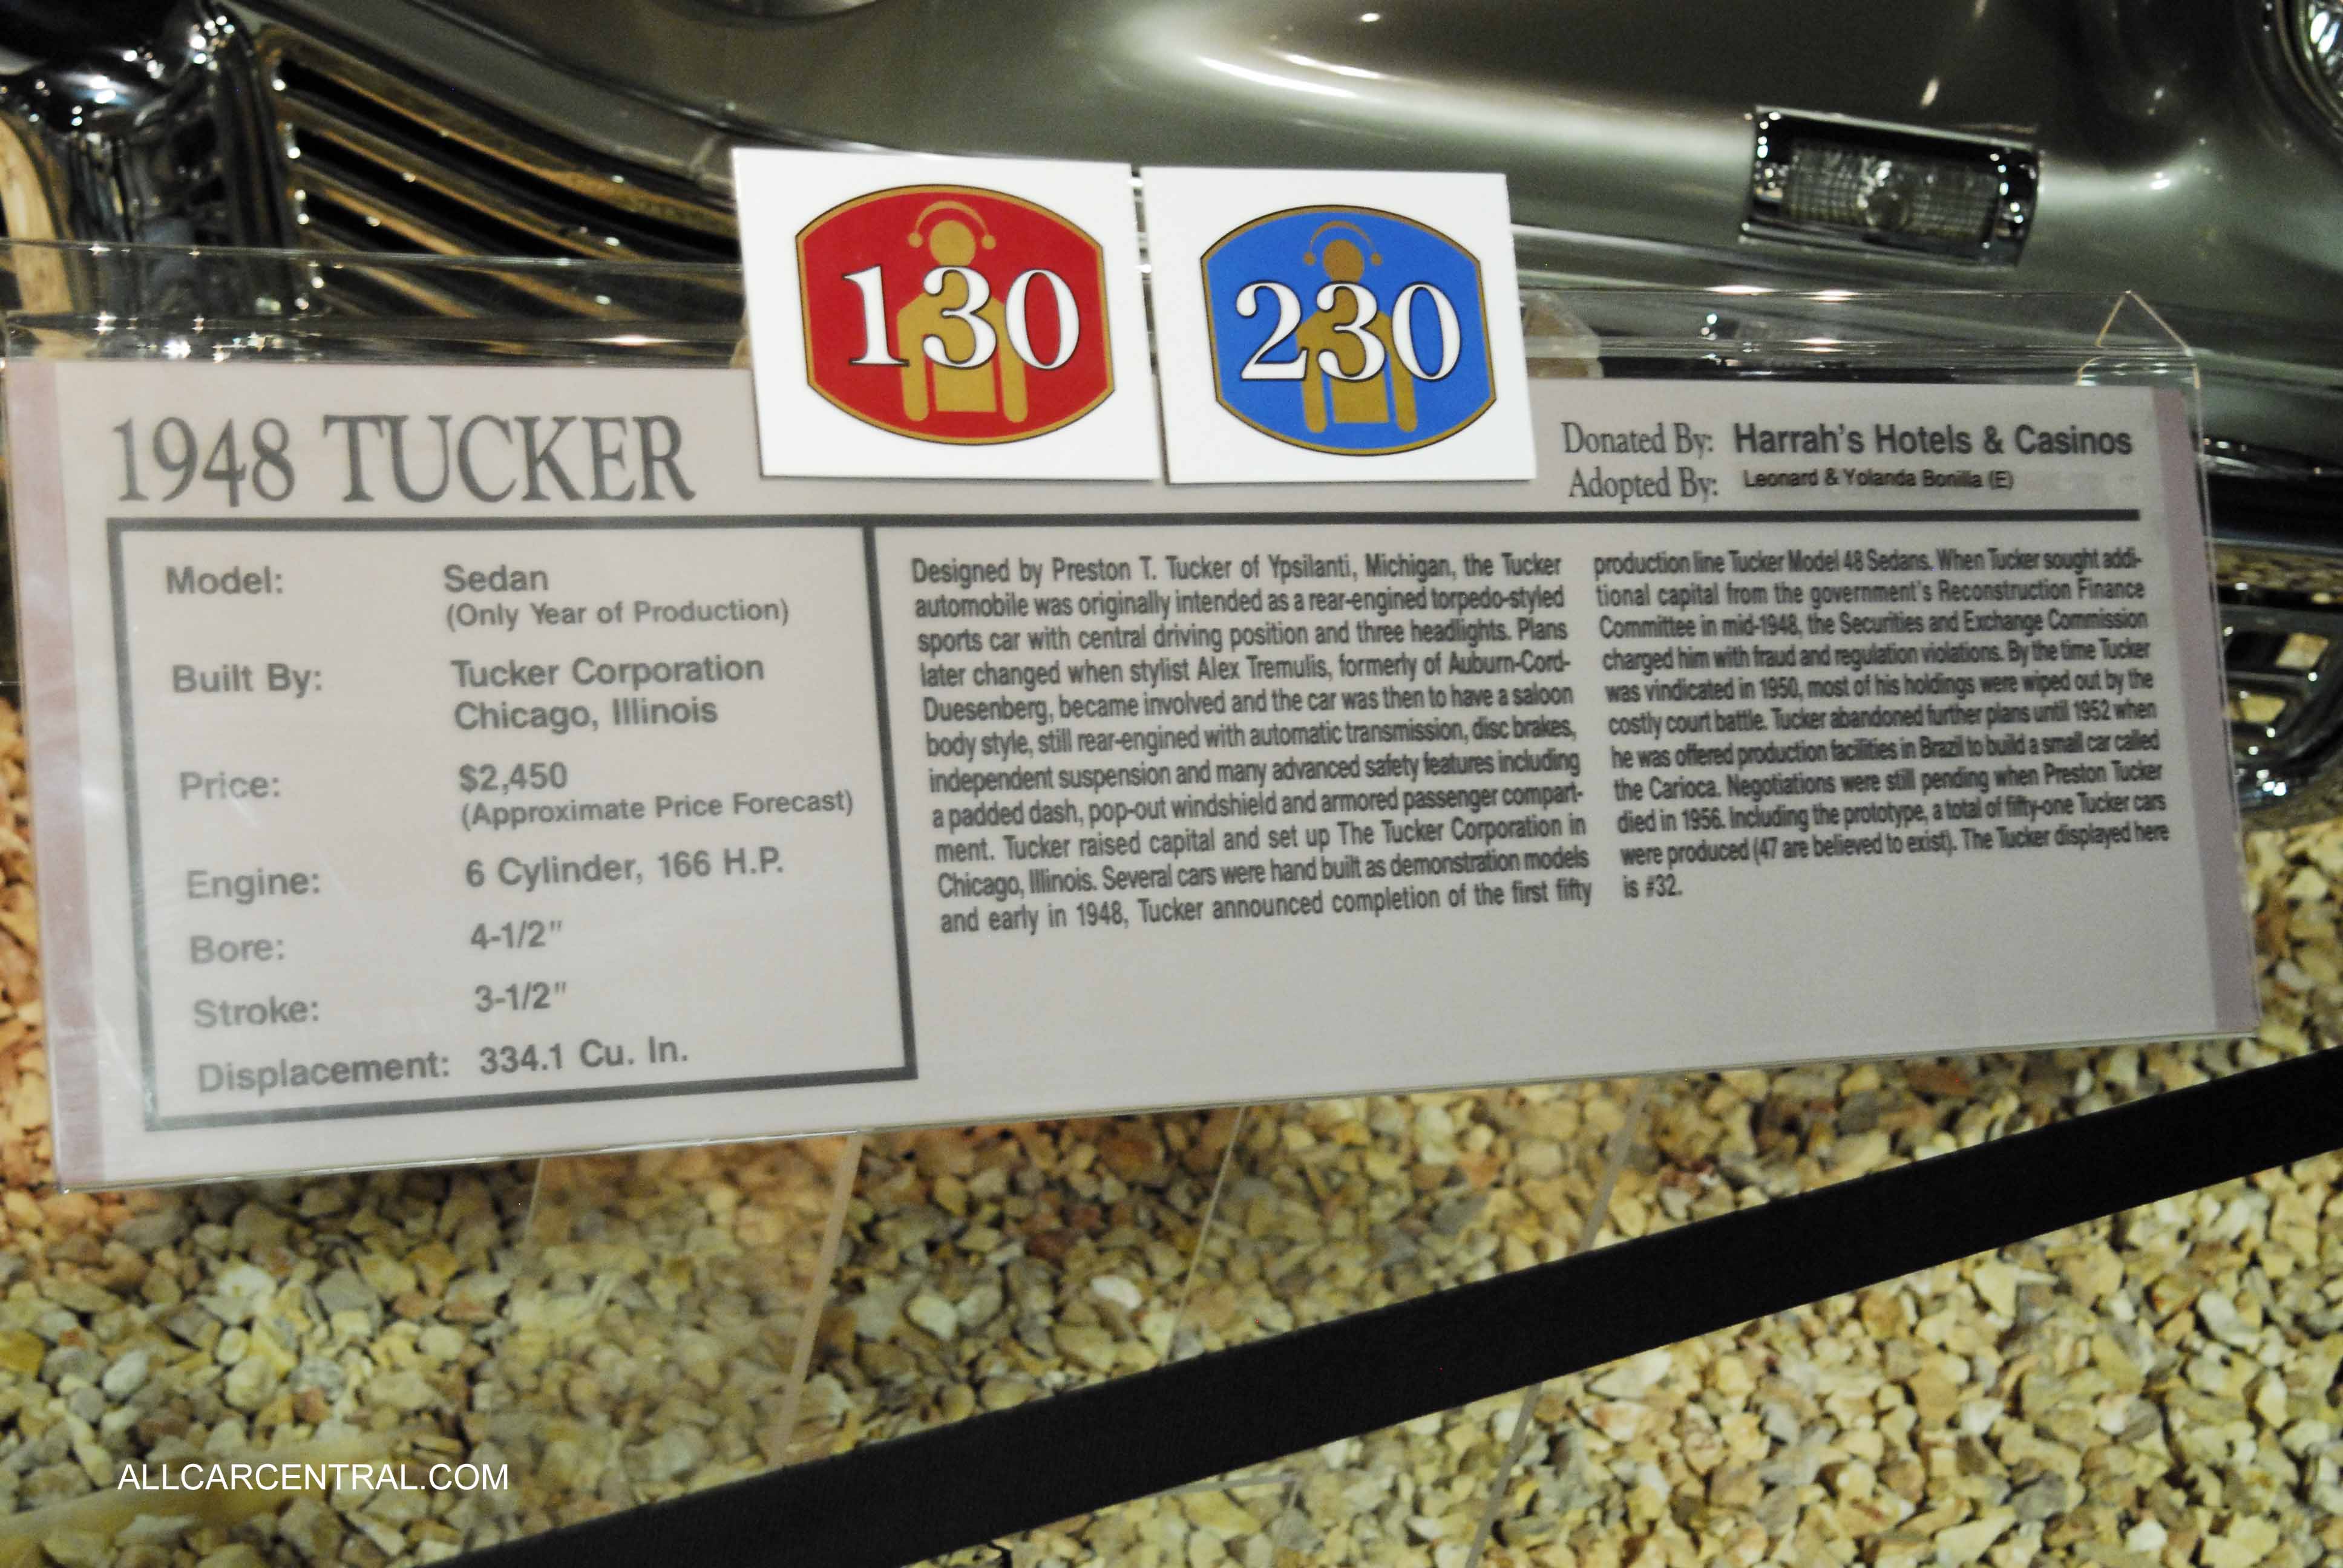 130
230
1948 TUCKER
Donated By: Harrah's Hotels & Casinos
Adopted By: Leonard & Yolanda Bonilla (E)
Model: Sedan
(Only Year of Production)
Built By: Tucker Corporation
Chicago, Illinois
Price: $2,450
(Approximate Price Forecast)
Engine: 6 Cylinder, 166 H.P.
Bore: 4-1/2"
Stroke: 3-1/2"
Displacement: 334.1 Cu. In.
Designed by Preston T. Tucker of Ypsilanti, Michigan, the Tucker
automobile was originally intended as a rear-engined torpedo-styled
sports car with central driving position and three headlights. Plans
later changed when stylist Alex Tremulis, formerly of Auburn-Cord-
Duesenberg, became involved and the car was then to have a saloon
body style, still rear-engined with automatic transmission, disc brakes,
independent suspension and many advanced safety features including
a padded dash, pop-out windshield and armored passenger compart-
ment. Tucker raised capital and set up The Tucker Corporation in
Chicago, Illinois. Several cars were hand built as demonstration models
and early in 1948, Tucker announced completion of the first fifty
production line Tucker Model 48 Sedans. When Tucker sought addi-
tional capital from the government's Reconstruction Finance
Committee in mid-1948, the Securities and Exchange Commission
charged him with fraud and regulation violations. By the time Tucker
was vindicated in 1950, most of his holdings were wiped out by the
costly court battle. Tucker abandoned further plans until 1952 when
he was offered production facilities in Brazil to build a small car called
the Carioca. Negotiations were still pending when Preston Tucker
died in 1956. Including the prototype, a total of fifty-one Tucker cars
were produced (47 are believed to exist). The Tucker displayed here
is #32.
ALLCARCENTRAL.COM